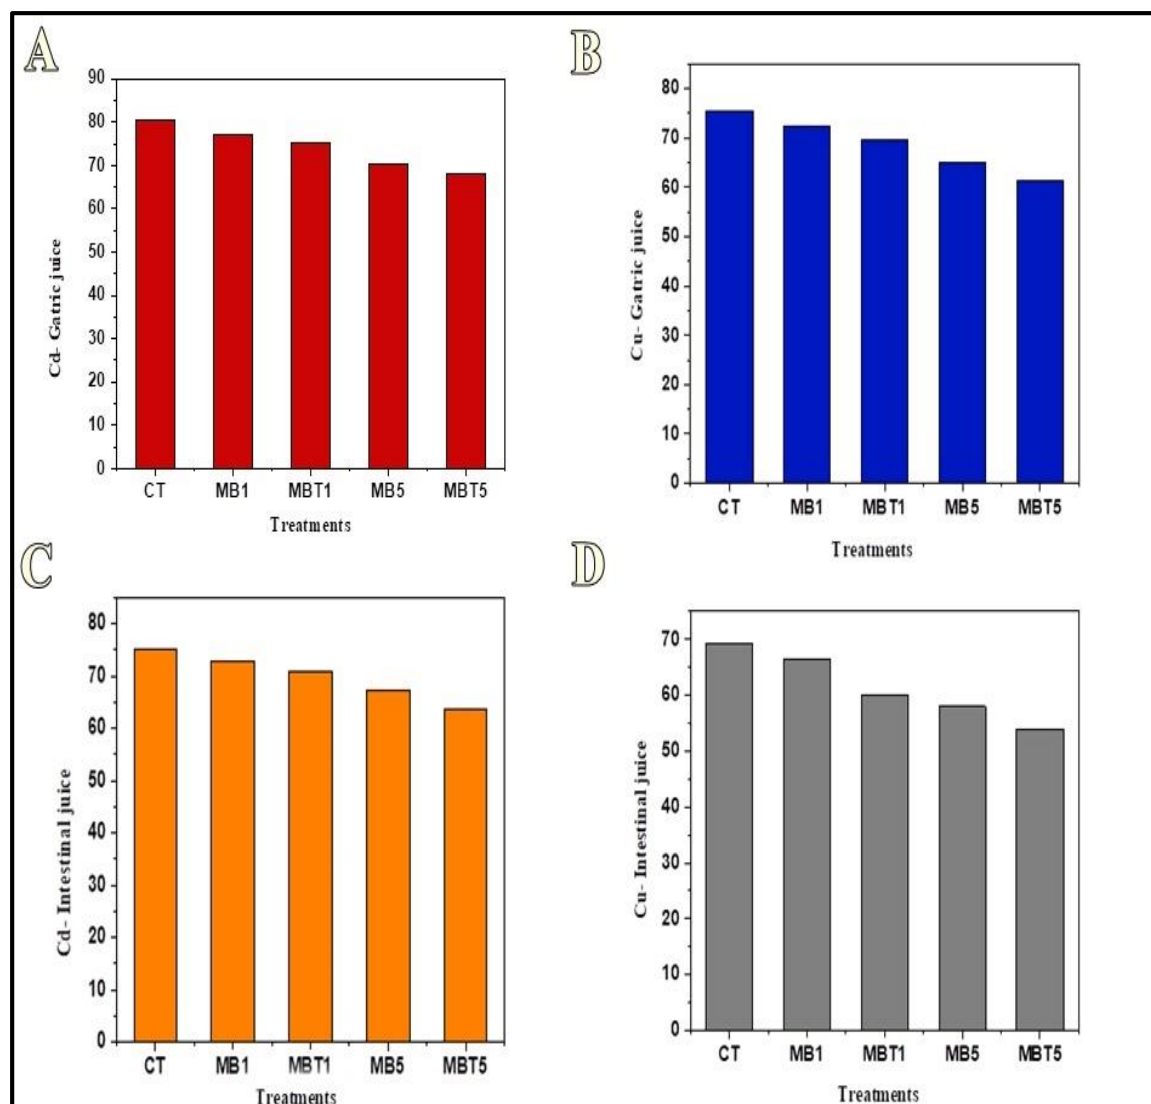 A
Cd- Gatric juice
90
80
70
60
50
40
30
20
10
0
CT MB1 MBT1 MB5 MBT5
Treatments
B
Cu- Gatric juice
80
70
60
50
40
30
20
10
0
CT MB1 MBT1 MB5 MBT5
Treatments
C
Cd- Intestinal juice
80
70
60
50
40
30
20
10
0
CT MB1 MBT1 MB5 MBT5
Treatments
D
Cu- Intestinal juice
70
60
50
40
30
20
10
0
CT MB1 MBT1 MB5 MBT5
Treatments